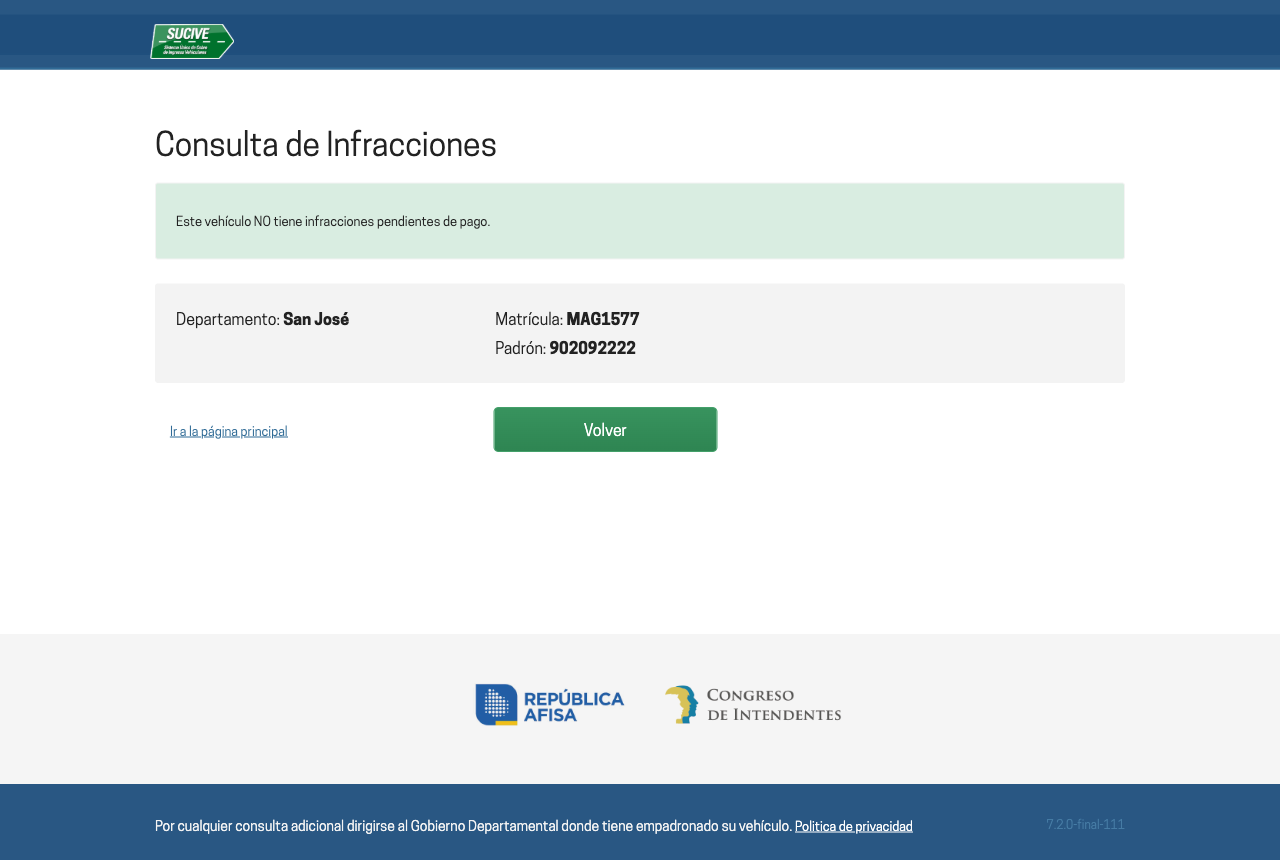 SUCIVE
Sistema Único de Cobro
de Ingresos Vehiculares
Consulta de Infracciones
Este vehículo NO tiene infracciones pendientes de pago.
Departamento: San José
Matrícula: MAG1577
Padrón: 902092222
Ir a la página principal
Volver
REPÚBLICA
AFISA
CONGRESO
DE INTENDENTES
Por cualquier consulta adicional dirigirse al Gobierno Departamental donde tiene empadronado su vehículo. Politica de privacidad
7.2.0-final-111